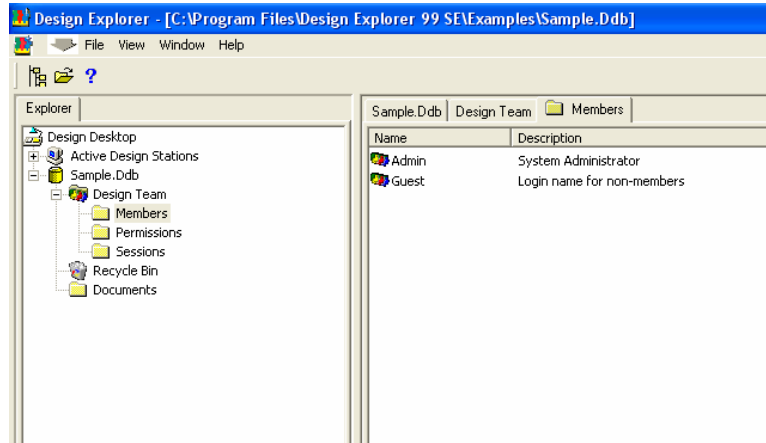 Design Explorer - [C:\Program Files\Design Explorer 99 SE\Examples\Sample.Ddb]
File View Window Help
?
Explorer
Sample.Ddb Design Team Members
Design Desktop
Active Design Stations
Sample.Ddb
Design Team
Members
Permissions
Sessions
Recycle Bin
Documents
Name Description
Admin System Administrator
Guest Login name for non-members